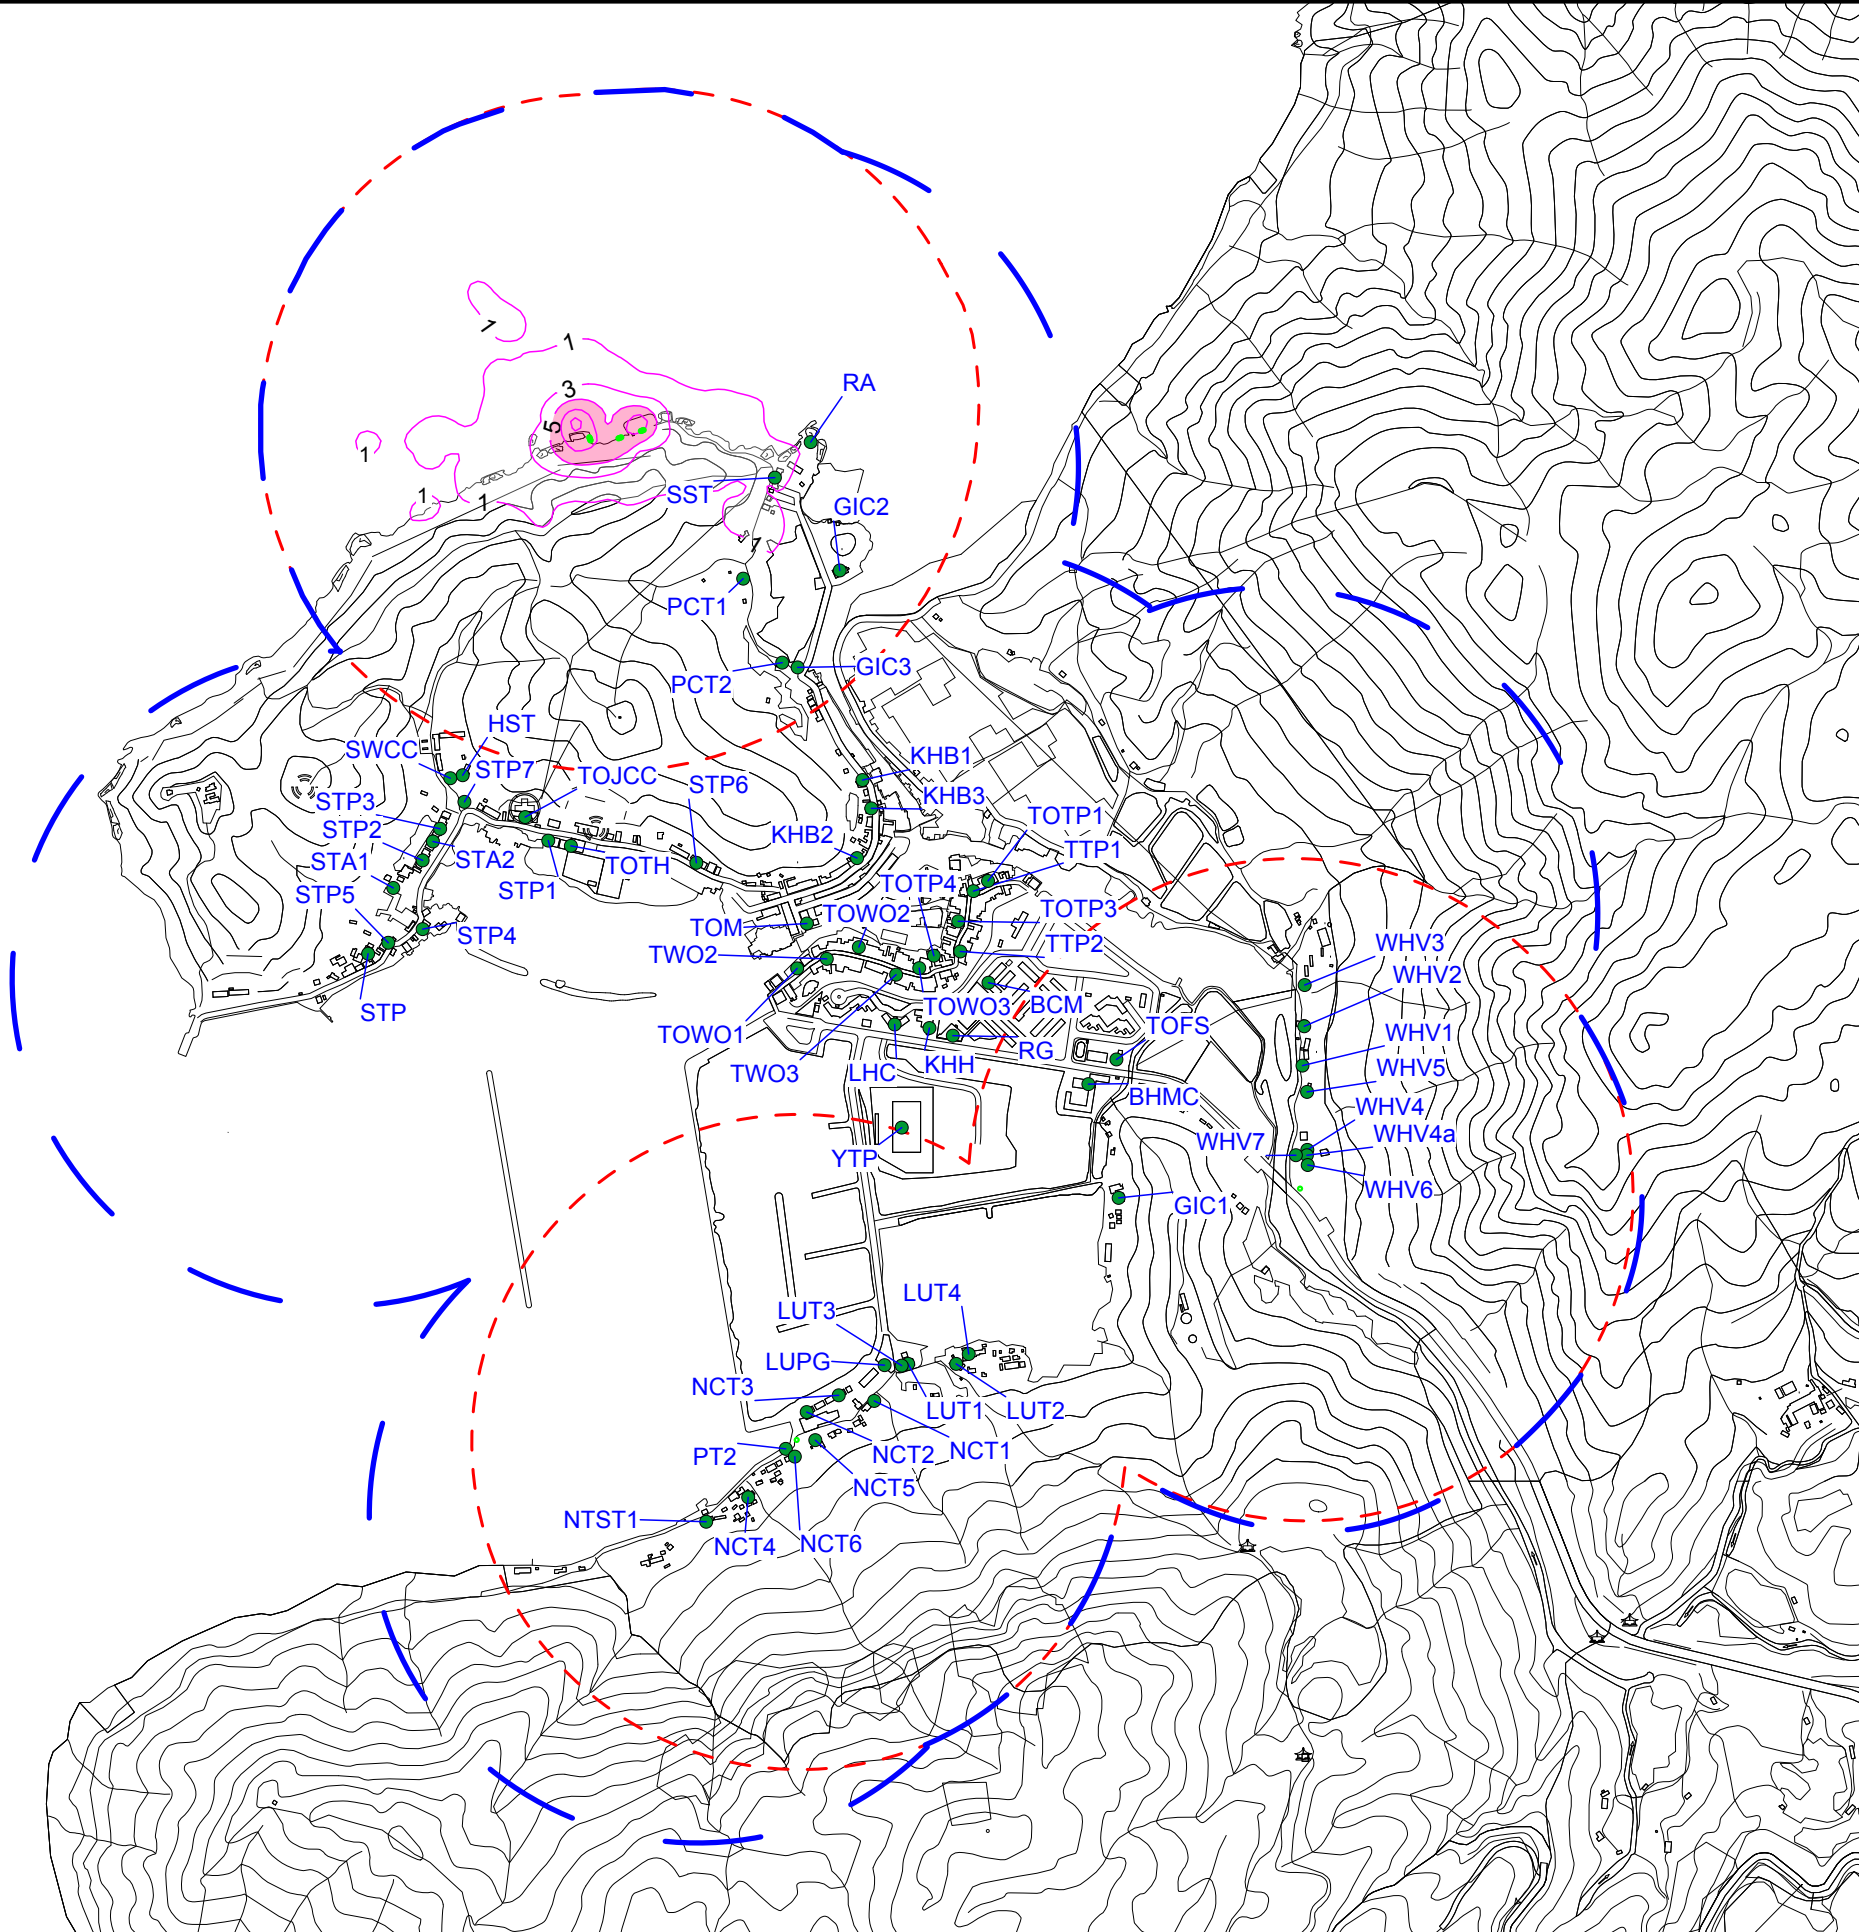 1
1
RA
3
5
1
SST
1
1
GIC2
1
PCT1
GIC3
PCT2
HST
SWCC
STP7
TOJCC
STP6
KHB1
STP3
KHB3
TOTP1
STP2
KHB2
TTP1
STA1
STA2
TOTH
TOTP4
STP5
STP1
TOWO2
TOTP3
TOM
STP4
TTP2
WHV3
TWO2
WHV2
STP
TOWO3
BCM
TOFS
TOWO1
WHV1
RG
TWO3
LHC
KHH
WHV5
BHMC
WHV4
WHV4a
WHV7
YTP
WHV6
GIC1
LUT4
LUT3
LUPG
NCT3
LUT1
LUT2
NCT2
NCT1
PT2
NCT5
NTST1
NCT4
NCT6